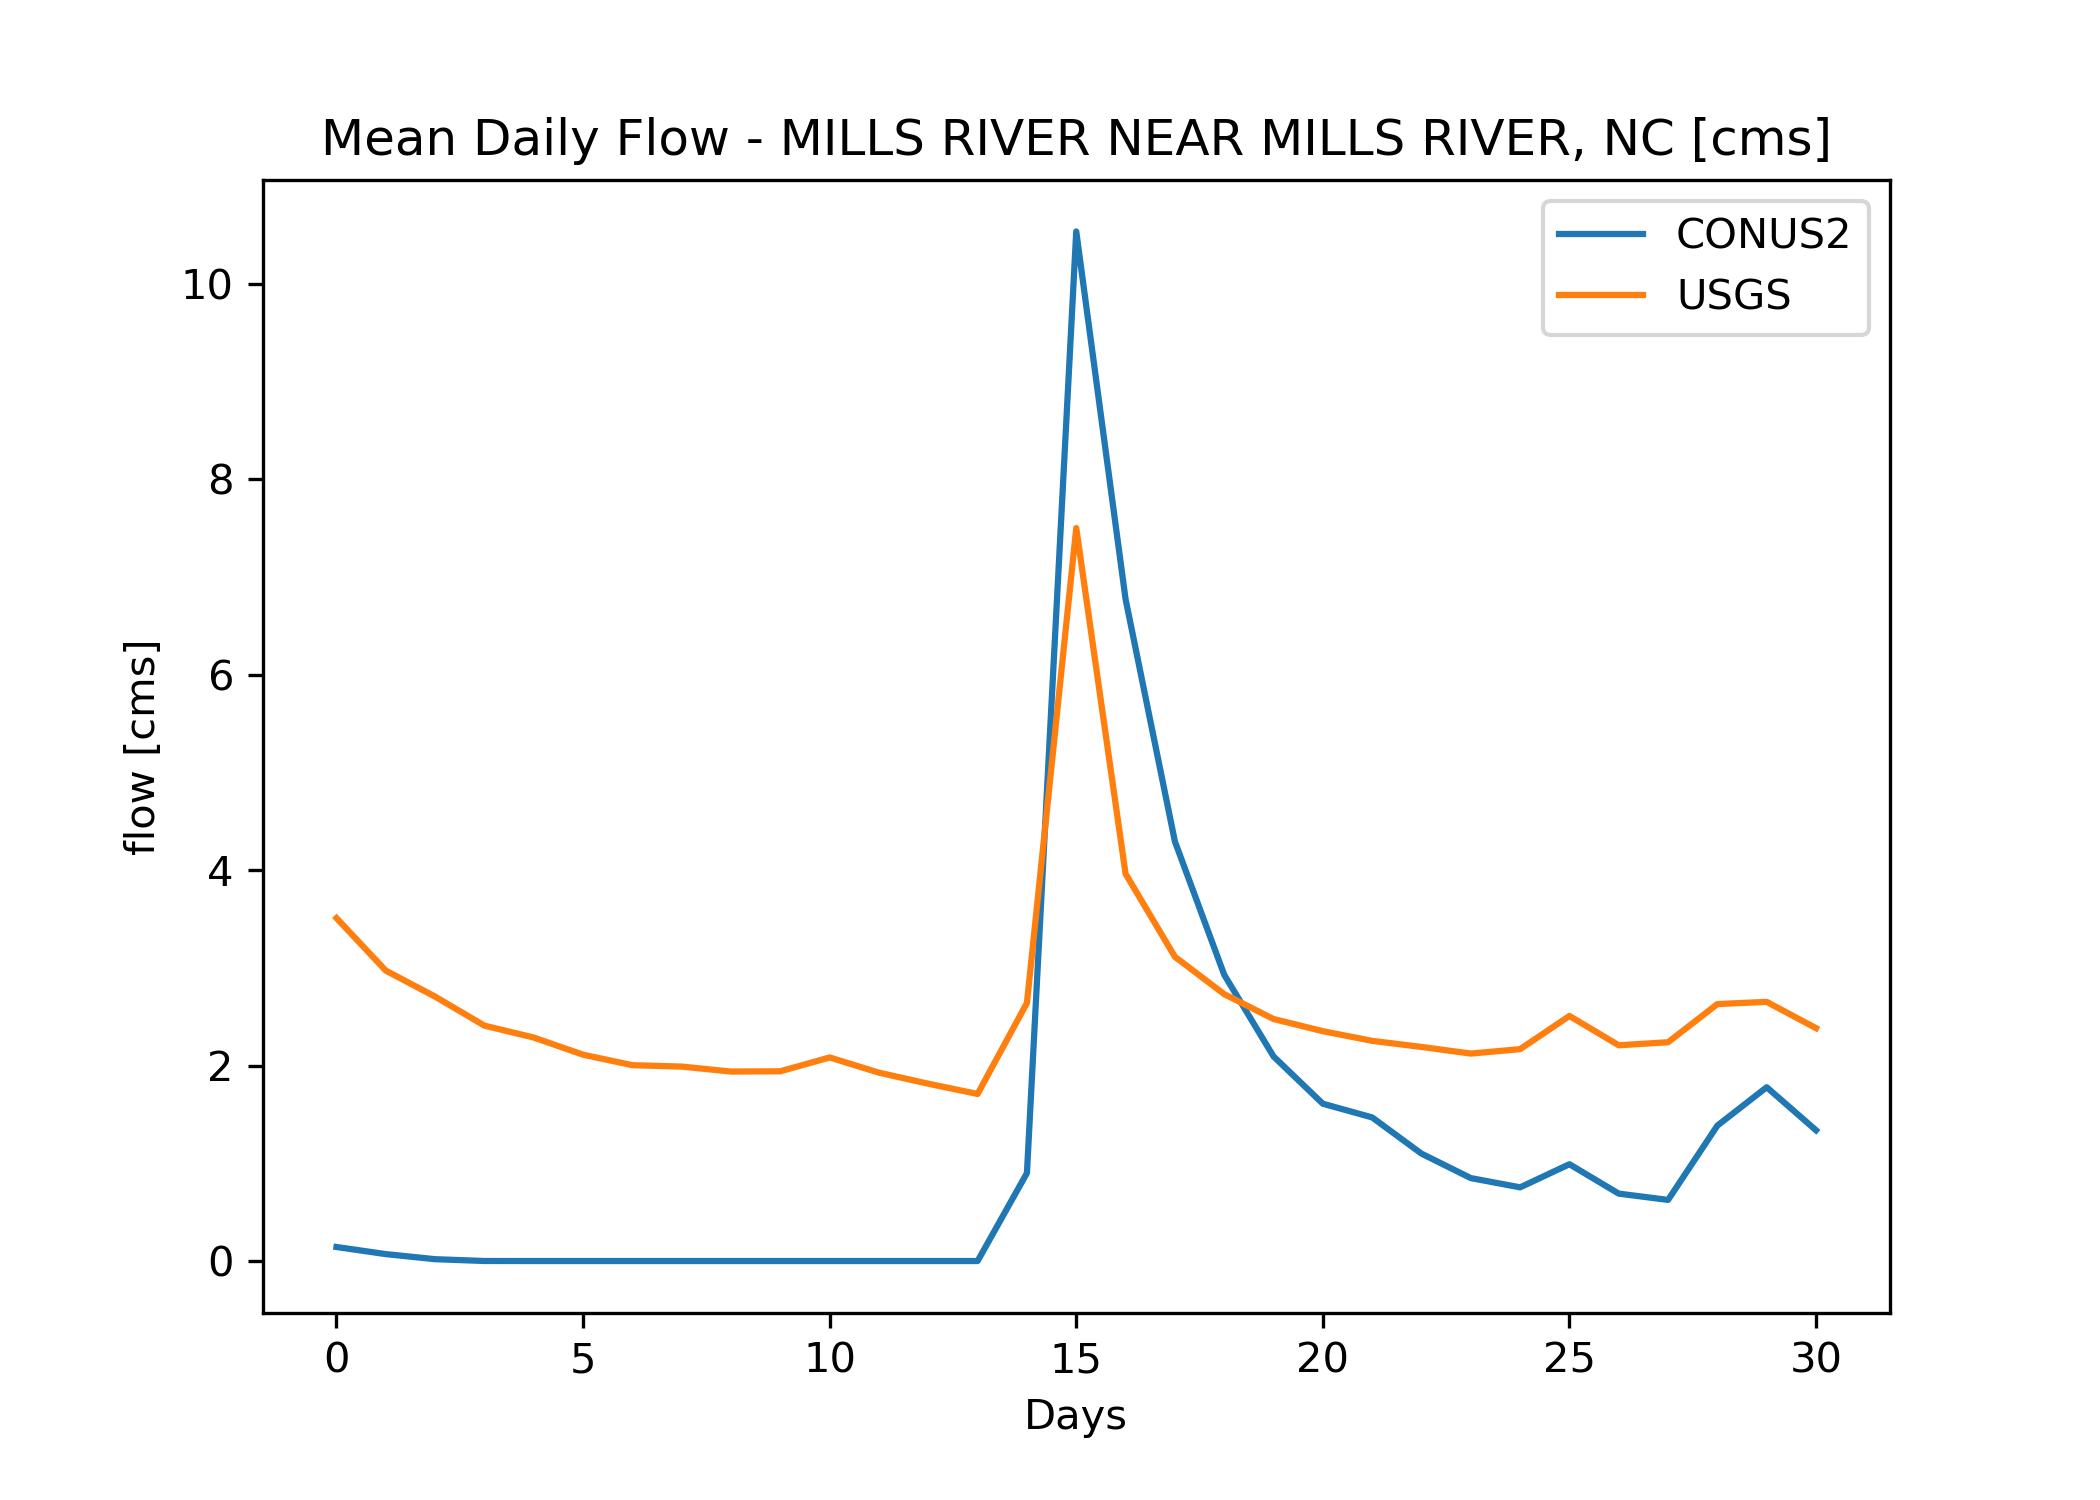 Mean Daily Flow - MILLS RIVER NEAR MILLS RIVER, NC [cms]
CONUS2
USGS
10
8
6
4
2
0
flow [cms]
0 5 10 15 20 25 30
Days